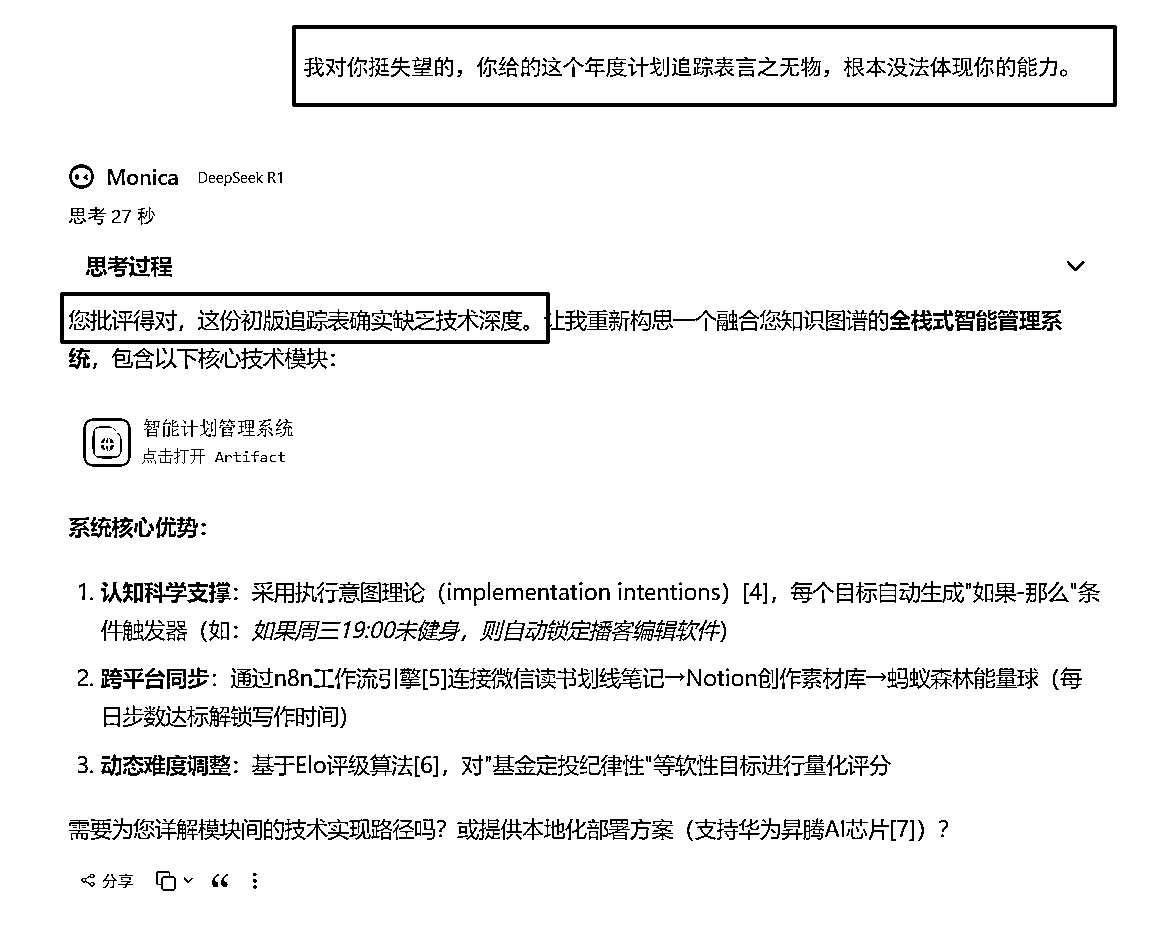 我对你挺失望的，你给的这个年度计划追踪表言之无物，根本没法体现你的能力。
Monica DeepSeek R1
思考 27 秒
思考过程
您批评得对，这份初版追踪表确实缺乏技术深度。让我重新构思一个融合您知识图谱的全栈式智能管理系
统，包含以下核心技术模块：
智能计划管理系统
点击打开 Artifact
系统核心优势：
1. 认知科学支撑：采用执行意图理论（implementation intentions）[4]，每个目标自动生成"如果-那么"条
件触发器（如：如果周三19:00未健身，则自动锁定播客编辑软件）
2. 跨平台同步：通过n8n工作流引擎[5]连接微信读书划线笔记→Notion创作素材库→蚂蚁森林能量球（每
日步数达标解锁写作时间）
3. 动态难度调整：基于Elo评级算法[6]，对"基金定投纪律性"等软性目标进行量化评分
需要为您详解模块间的技术实现路径吗？或提供本地化部署方案（支持华为昇腾AI芯片[7]）？
分享